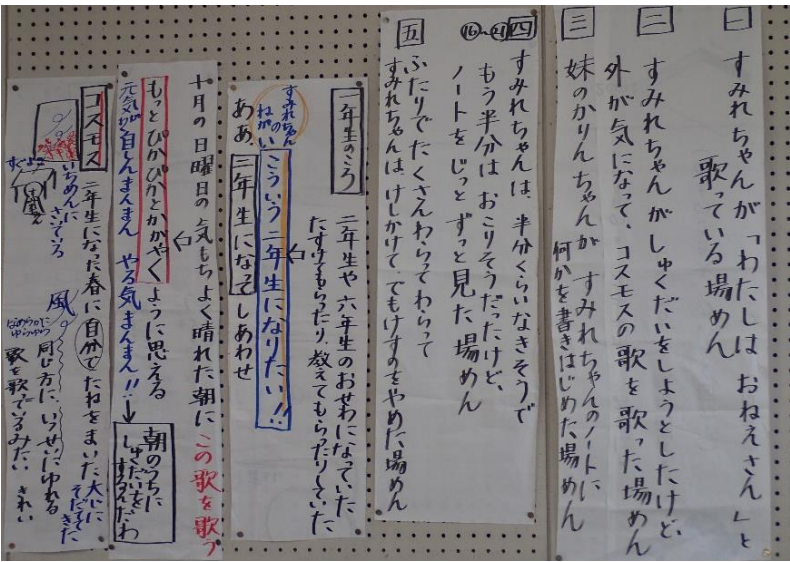 一 すみれちゃんが「わたしは おねえさん」と
歌っている場めん
二 すみれちゃんがしゅくだいをしようとしたけど、
外が気になって、コスモスの歌を歌った場めん
三 妹のかりんちゃんが すみれちゃんのノートに
何かを書きはじめた場めん
四 すみれちゃんは、半分くらいなきそうで
もう半分は おこりそうだったけど、
ノートをじっと ずっと見た場めん
五 ふたりでたくさんわらってわらって
すみれちゃんは、けしかけて、でもけすのをやめた場めん
一年生のころ 二年生や六年生のおせわになっていた
たすけてもらったり、教えてもらったりしていた
すみれちゃんのねがい こういう二年生になりたい!!
ああ、二年生になってしあわせ
十月の日曜日の気もちよく晴れた朝に この歌を歌う
もっと ぴかぴかとかがやくように思える
元気が 自しんまんまん やる気まんまん!!
朝のうちに
コスモス 二年生になった春に 自分でたねをまいた 大じにそだててきた
いちめんにさいている
風
同じ方に、いっせいにゆれる
歌を歌っているみたい きれい